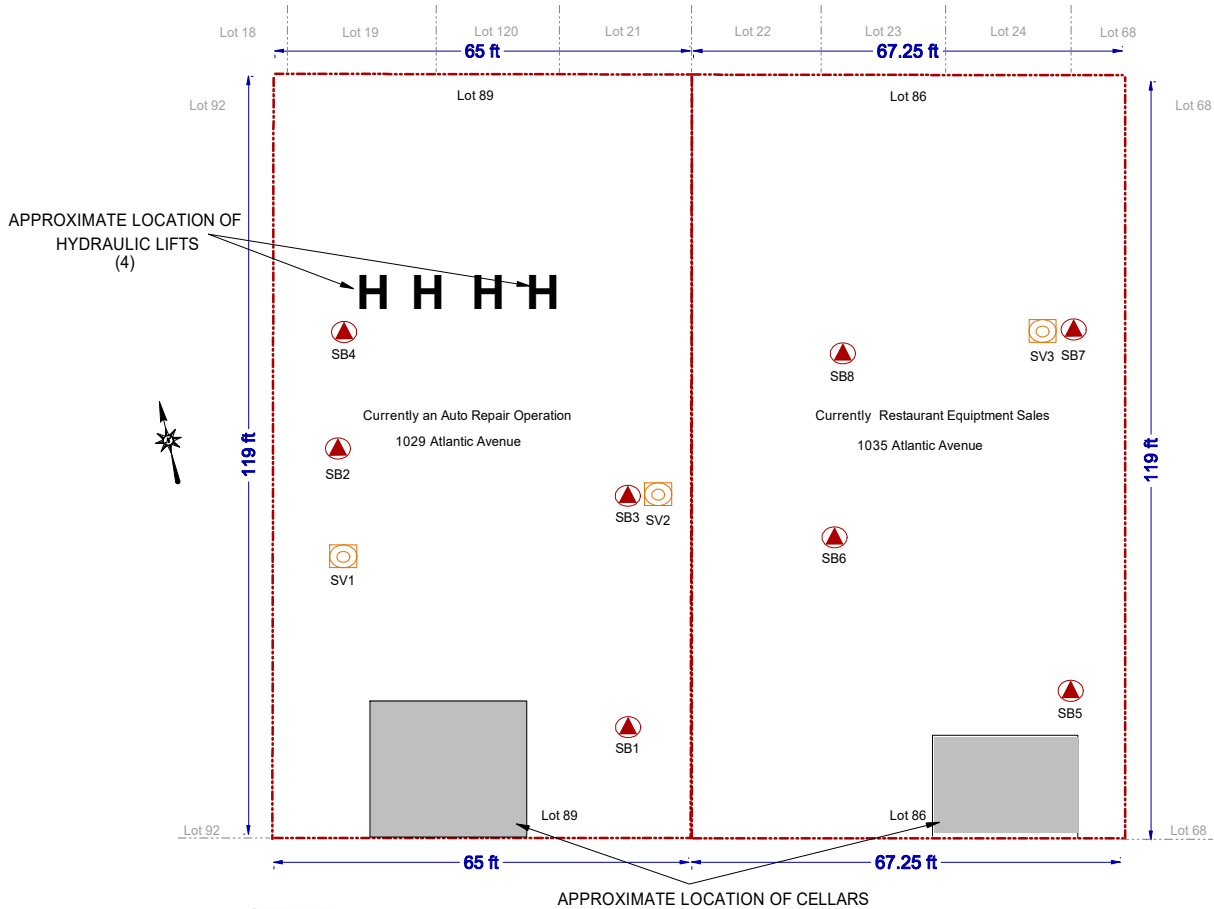 Lot 18
Lot 19
Lot 120
Lot 21
Lot 22
Lot 23
Lot 24
Lot 68
65 ft
67.25 ft
Lot 92
Lot 89
Lot 86
Lot 68
APPROXIMATE LOCATION OF
HYDRAULIC LIFTS
(4)
H H H H
SB4
SV3
SB7
SB8
Currently an Auto Repair Operation
1029 Atlantic Avenue
Currently Restaurant Equiptment Sales
1035 Atlantic Avenue
119 ft
119 ft
SB2
SB3
SV2
SB6
SV1
SB5
SB1
Lot 89
Lot 86
Lot 92
Lot 68
65 ft
67.25 ft
APPROXIMATE LOCATION OF CELLARS